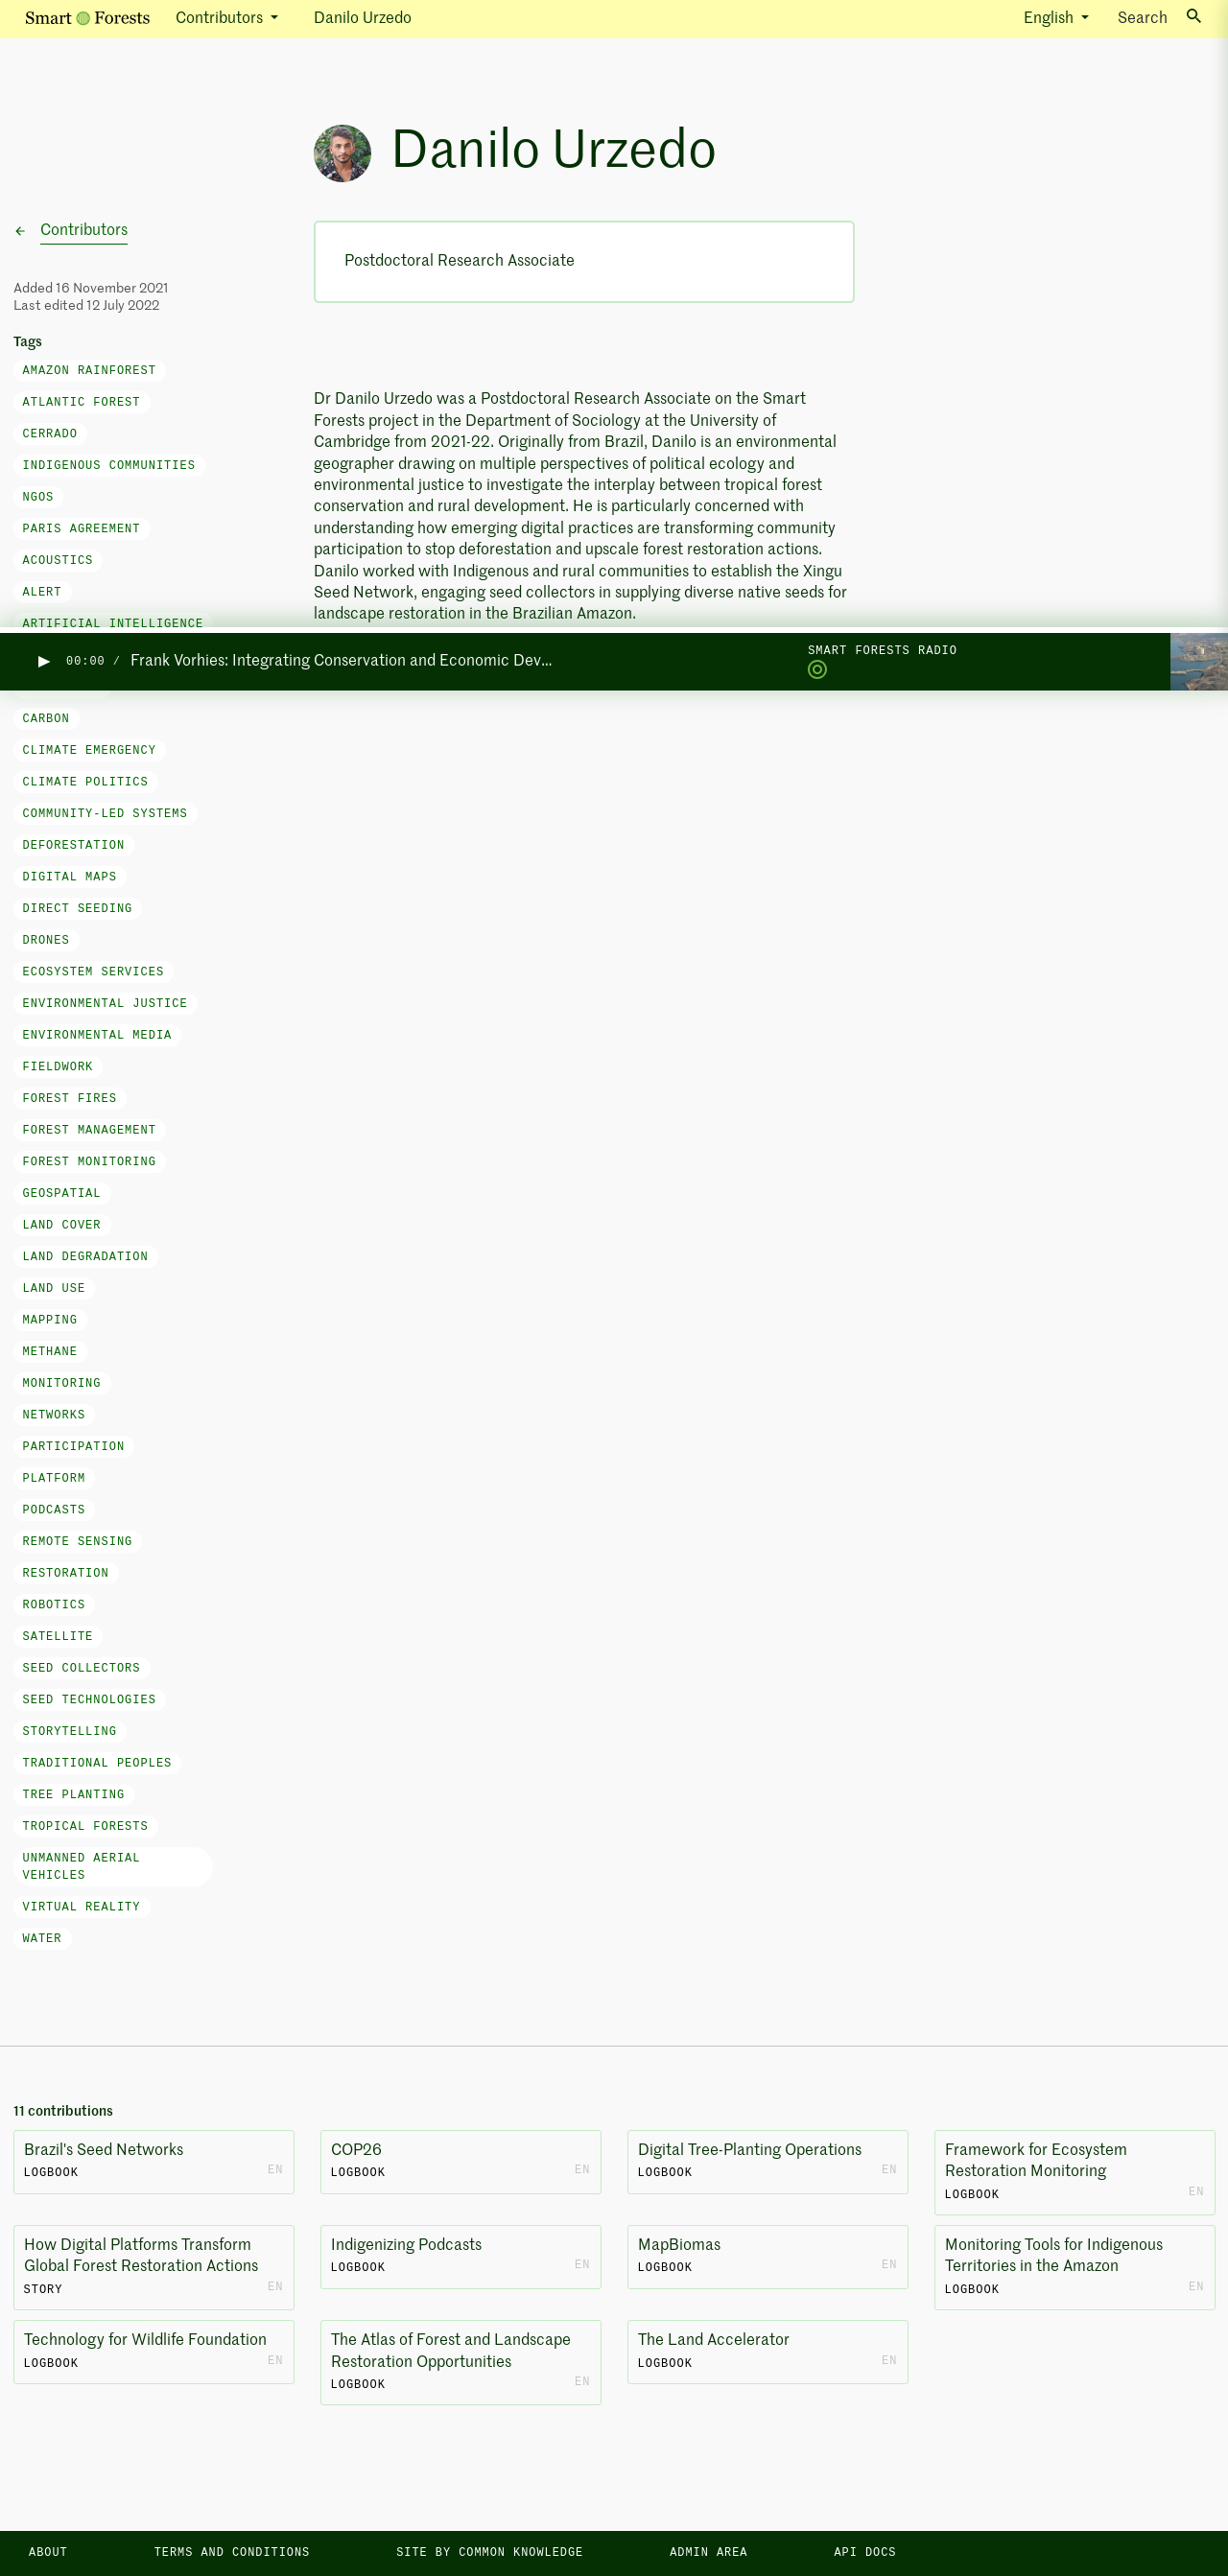 Smart Forests
Contributors
Danilo Urzedo
English
Search
Danilo Urzedo
Contributors
Postdoctoral Research Associate
Added 16 November 2021
Last edited 12 July 2022
Tags
AMAZON RAINFOREST
ATLANTIC FOREST
CERRADO
INDIGENOUS COMMUNITIES
NGOS
PARIS AGREEMENT
ACOUSTICS
ALERT
ARTIFICIAL INTELLIGENCE
Dr Danilo Urzedo was a Postdoctoral Research Associate on the Smart
Forests project in the Department of Sociology at the University of
Cambridge from 2021-22. Originally from Brazil, Danilo is an environmental
geographer drawing on multiple perspectives of political ecology and
environmental justice to investigate the interplay between tropical forest
conservation and rural development. He is particularly concerned with
understanding how emerging digital practices are transforming community
participation to stop deforestation and upscale forest restoration actions.
Danilo worked with Indigenous and rural communities to establish the Xingu
Seed Network, engaging seed collectors in supplying diverse native seeds for
landscape restoration in the Brazilian Amazon.
00:00 /
Frank Vorhies: Integrating Conservation and Economic Dev...
SMART FORESTS RADIO
CARBON
CLIMATE EMERGENCY
CLIMATE POLITICS
COMMUNITY-LED SYSTEMS
DEFORESTATION
DIGITAL MAPS
DIRECT SEEDING
DRONES
ECOSYSTEM SERVICES
ENVIRONMENTAL JUSTICE
ENVIRONMENTAL MEDIA
FIELDWORK
FOREST FIRES
FOREST MANAGEMENT
FOREST MONITORING
GEOSPATIAL
LAND COVER
LAND DEGRADATION
LAND USE
MAPPING
METHANE
MONITORING
NETWORKS
PARTICIPATION
PLATFORM
PODCASTS
REMOTE SENSING
RESTORATION
ROBOTICS
SATELLITE
SEED COLLECTORS
SEED TECHNOLOGIES
STORYTELLING
TRADITIONAL PEOPLES
TREE PLANTING
TROPICAL FORESTS
UNMANNED AERIAL
VEHICLES
VIRTUAL REALITY
WATER
11 contributions
Brazil's Seed Networks
LOGBOOK
EN
COP26
LOGBOOK
EN
Digital Tree-Planting Operations
LOGBOOK
EN
Framework for Ecosystem
Restoration Monitoring
LOGBOOK
EN
How Digital Platforms Transform
Global Forest Restoration Actions
STORY
EN
Indigenizing Podcasts
LOGBOOK
EN
MapBiomas
LOGBOOK
EN
Monitoring Tools for Indigenous
Territories in the Amazon
LOGBOOK
EN
Technology for Wildlife Foundation
LOGBOOK
EN
The Atlas of Forest and Landscape
Restoration Opportunities
LOGBOOK
EN
The Land Accelerator
LOGBOOK
EN
ABOUT
TERMS AND CONDITIONS
SITE BY COMMON KNOWLEDGE
ADMIN AREA
API DOCS